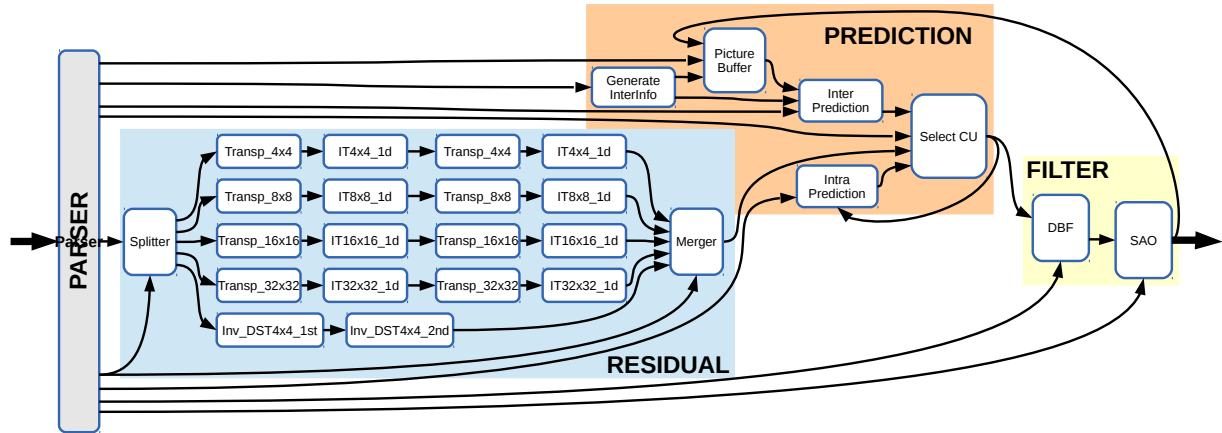 PREDICTION
Picture
Buffer
Generate
InterInfo
Inter
Prediction
Select CU
Intra
Prediction
PARSER
Parser
Splitter
Transp_4x4
IT4x4_1d
Transp_4x4
IT4x4_1d
Transp_8x8
IT8x8_1d
Transp_8x8
IT8x8_1d
Transp_16x16
IT16x16_1d
Transp_16x16
IT16x16_1d
Transp_32x32
IT32x32_1d
Transp_32x32
IT32x32_1d
Inv_DST4x4_1st
Inv_DST4x4_2nd
Merger
RESIDUAL
FILTER
DBF
SAO